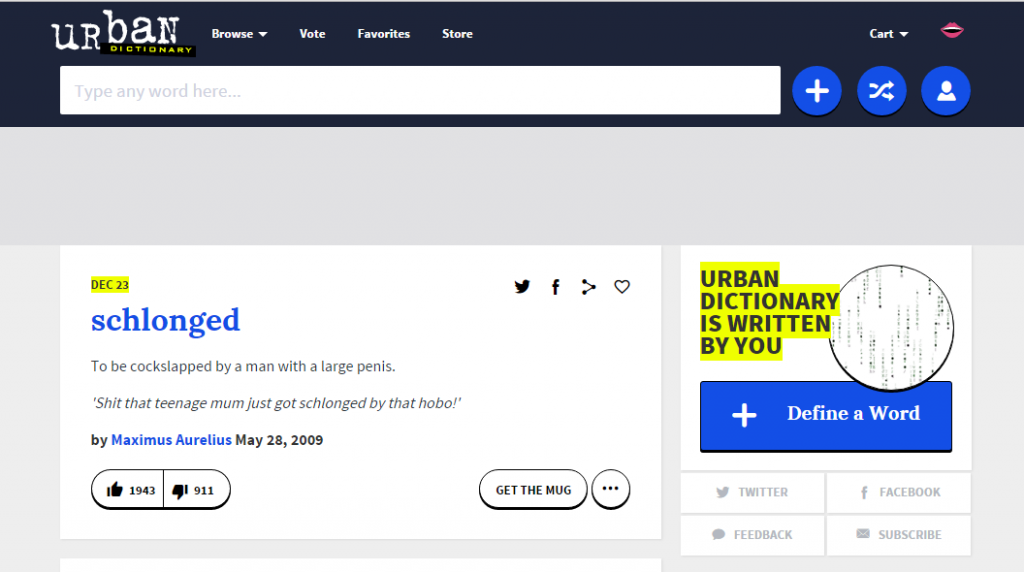 urban
DICTIONARY
Browse Vote Favorites Store Cart
Type any word here...
DEC 23
schlonged
To be cockslapped by a man with a large penis.
'Shit that teenage mum just got schlonged by that hobo!'
by Maximus Aurelius May 28, 2009
1943 911 GET THE MUG
URBAN
DICTIONARY
IS WRITTEN
BY YOU
Define a Word
TWITTER FACEBOOK
FEEDBACK SUBSCRIBE